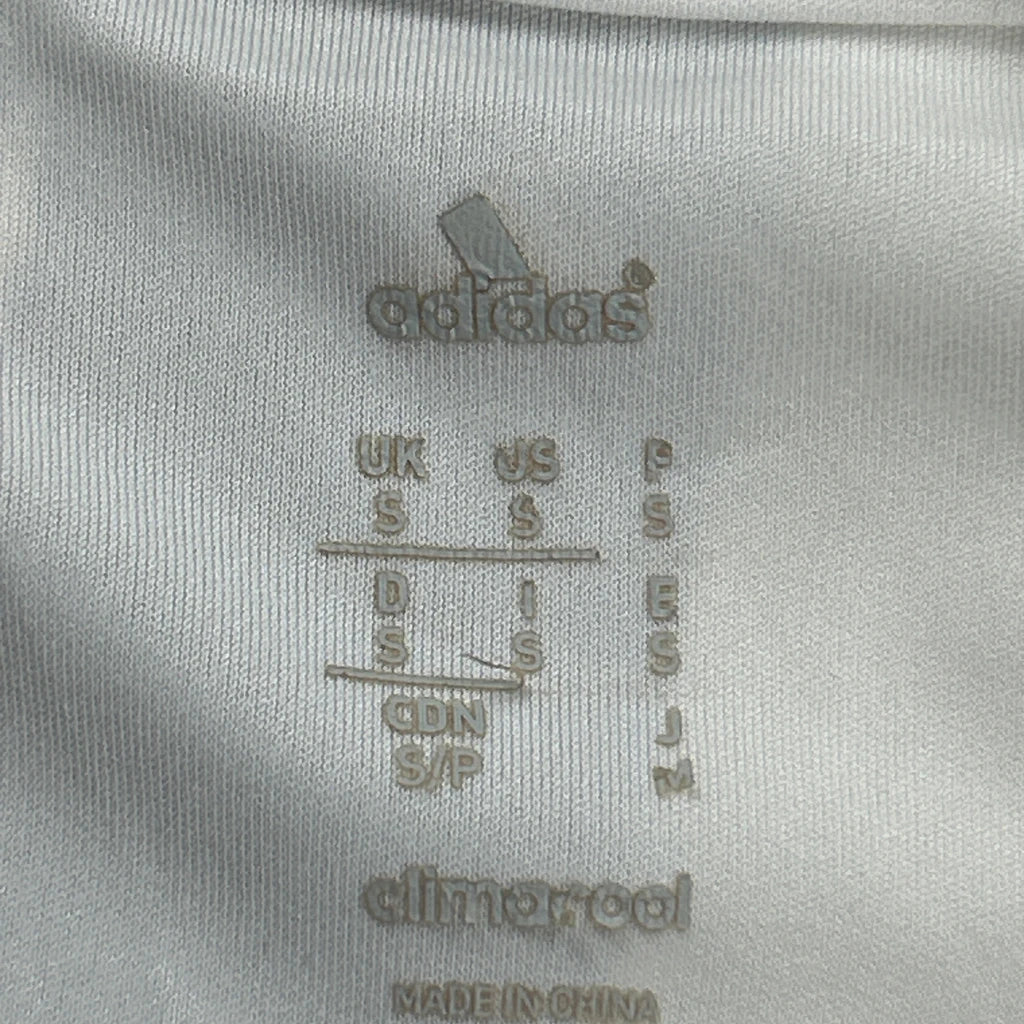 adidas®
UK US F
S S S
D I E
S S S
CDN J
S/P M
climacool
MADE IN CHINA